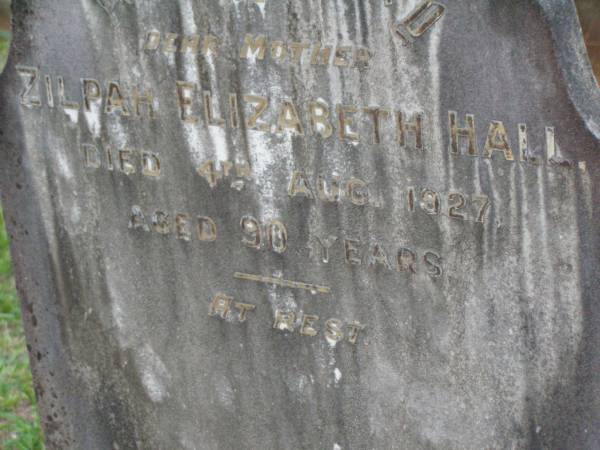 DEAR MOTHER
ZILPAH ELIZABETH HALL,
DIED 4TH AUG. 1927,
AGED 90 YEARS.
AT REST.